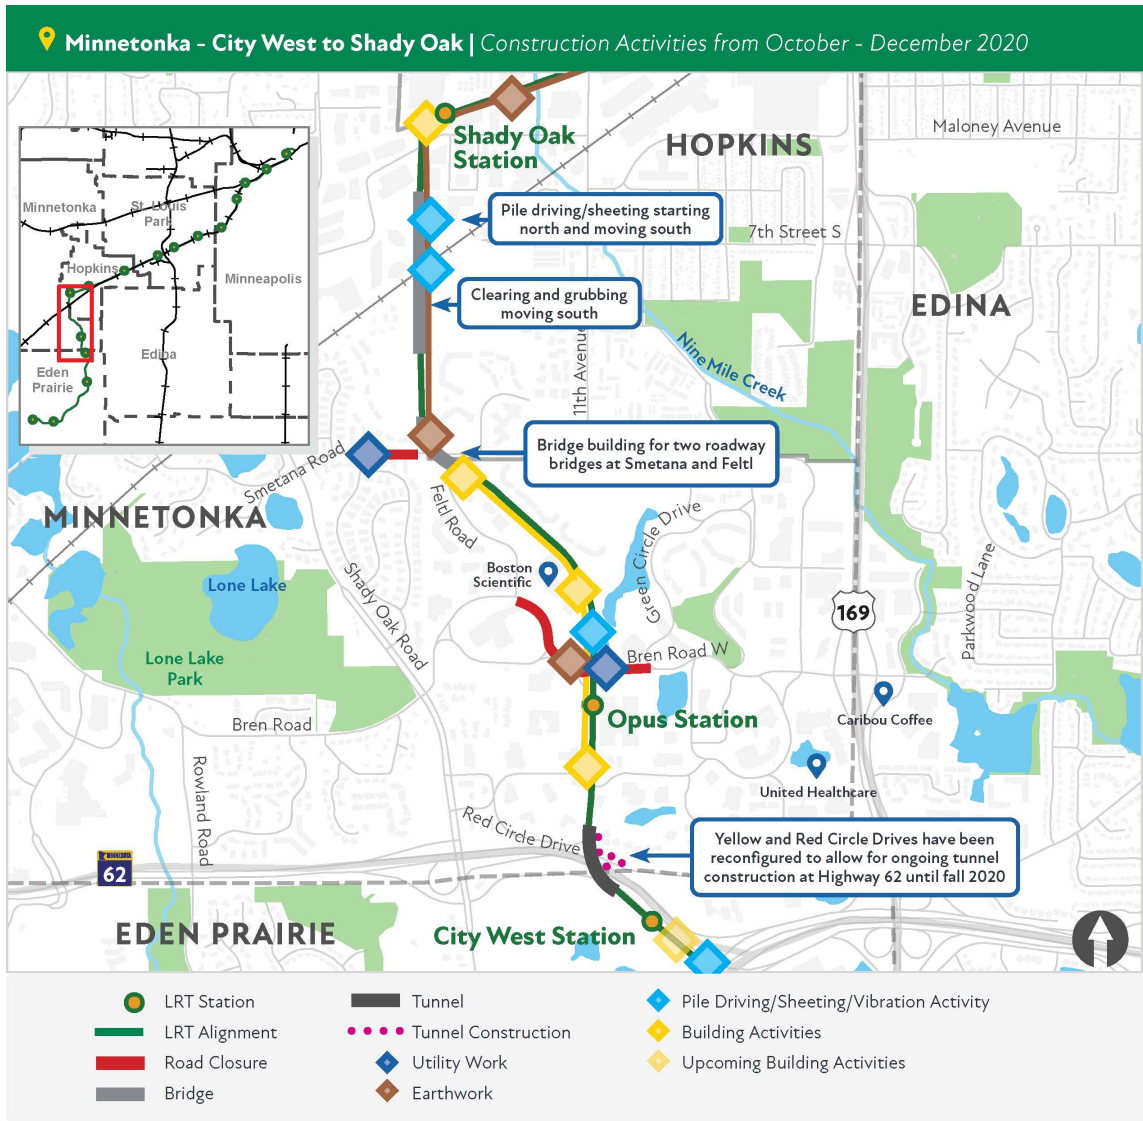 Minnetonka - City West to Shady Oak | Construction Activities from October - December 2020
Shady Oak
Station
HOPKINS
Maloney Avenue
Minnetonka
St. Louis
Park
Hopkins
Minneapolis
Edina
Eden
Prairie
Pile driving/sheeting starting
north and moving south
7th Street S
Clearing and grubbing
moving south
EDINA
11th Avenue
Nine Mile Creek
Bridge building for two roadway
bridges at Smetana and Feltl
Smetana Road
Feltl Road
MINNETONKA
Green Circle Drive
Boston
Scientific
Lone Lake
Shady Oak Road
169
Parkwood Lane
Lone Lake
Park
Bren Road W
Bren Road
Opus Station
Caribou Coffee
United Healthcare
Rowland Road
Red Circle Drive
Yellow and Red Circle Drives have been
reconfigured to allow for ongoing tunnel
construction at Highway 62 until fall 2020
MINNESOTA
62
EDEN PRAIRIE
City West Station
LRT Station
LRT Alignment
Road Closure
Bridge
Tunnel
Tunnel Construction
Utility Work
Earthwork
Pile Driving/Sheeting/Vibration Activity
Building Activities
Upcoming Building Activities